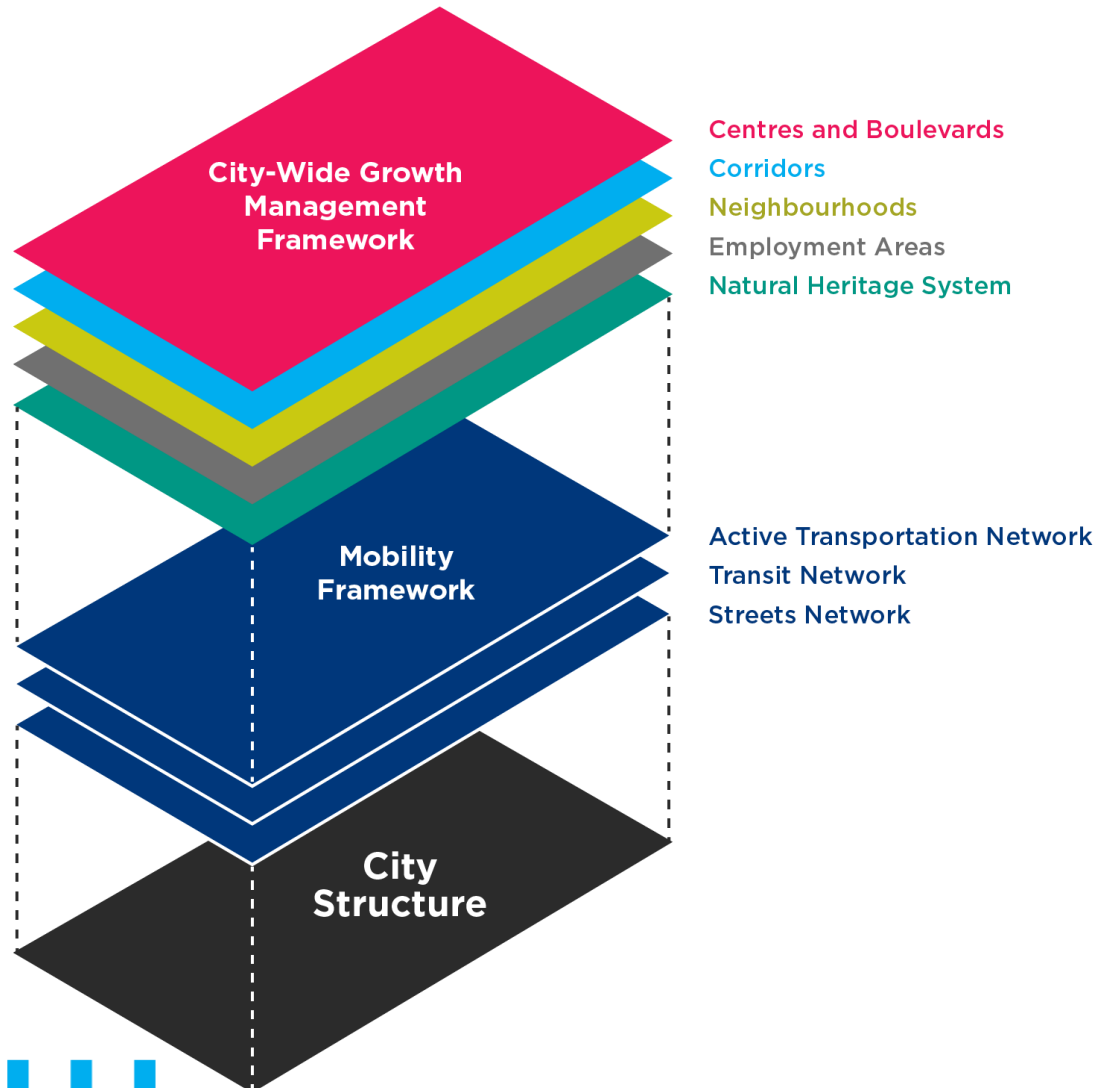 City-Wide Growth
Management
Framework
Centres and Boulevards
Corridors
Neighbourhoods
Employment Areas
Natural Heritage System
Mobility
Framework
Active Transportation Network
Transit Network
Streets Network
City
Structure